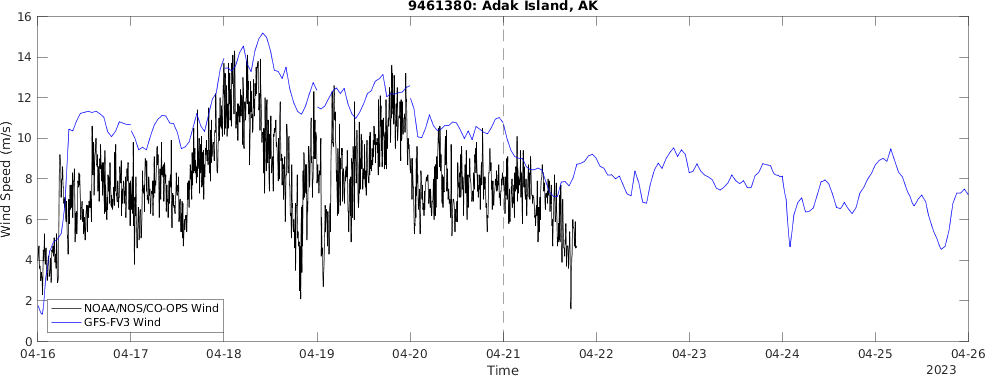 9461380: Adak Island, AK
16
14
12
10
8
6
4
2
0
Wind Speed (m/s)
NOAA/NOS/CO-OPS Wind
GFS-FV3 Wind
04-16 04-17 04-18 04-19 04-20 04-21 04-22 04-23 04-24 04-25 04-26
Time
2023